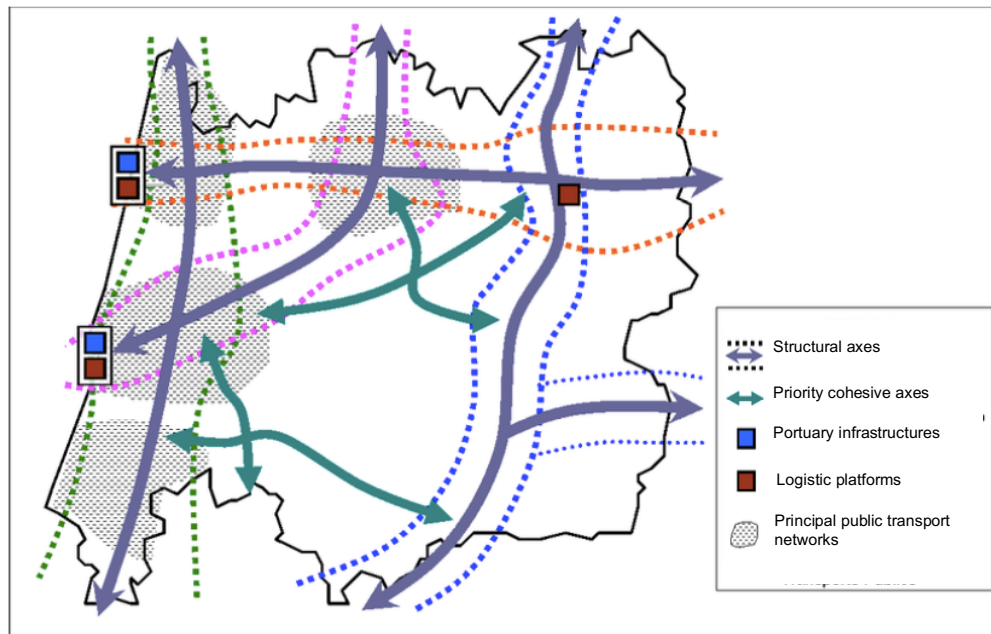 Structural axes
Priority cohesive axes
Portuary infrastructures
Logistic platforms
Principal public transport
networks